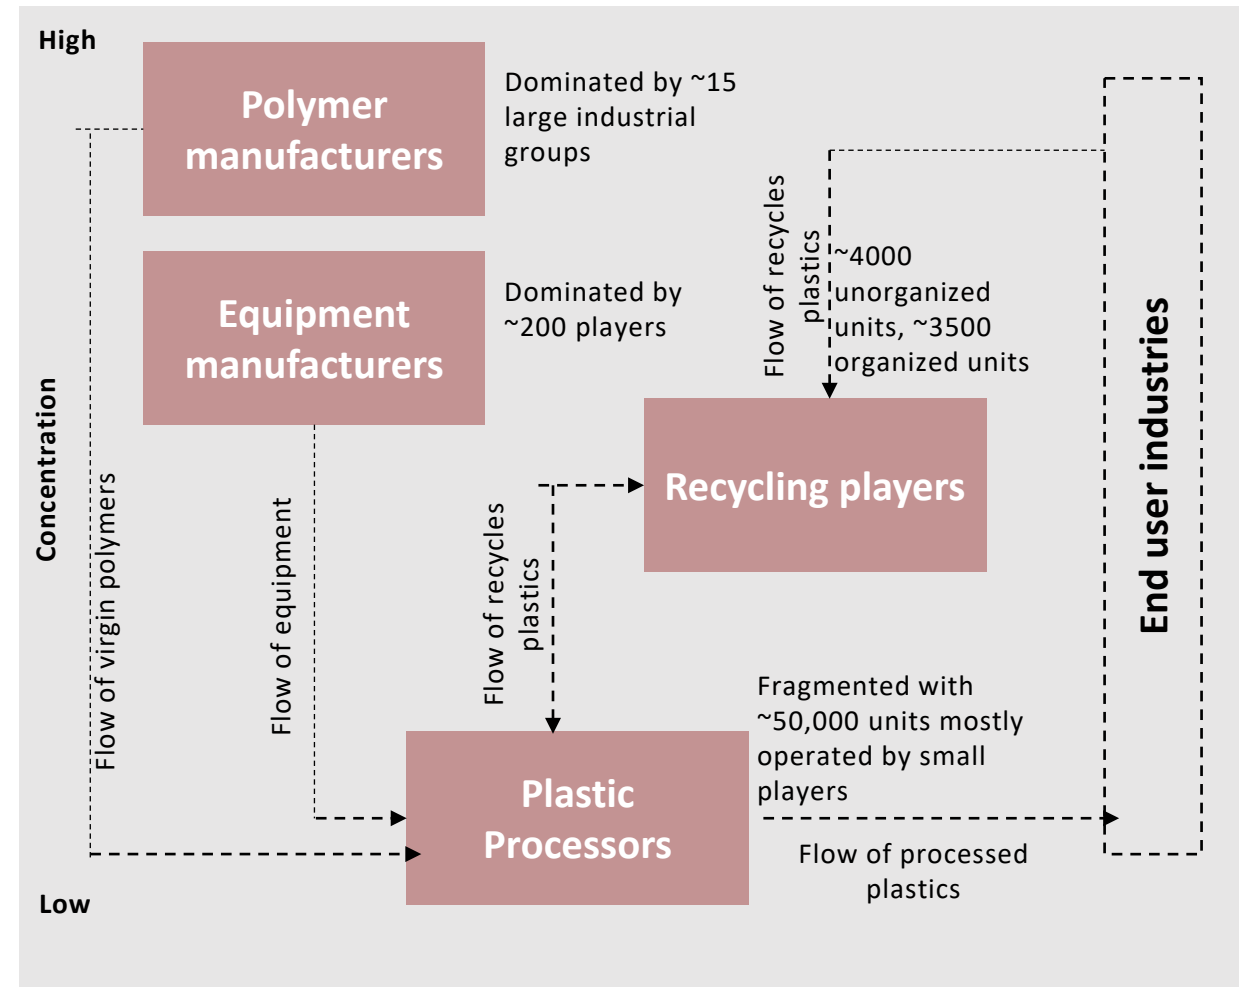 High
Polymer
manufacturers
Dominated by ~15
large industrial
groups
Equipment
manufacturers
Dominated by
~200 players
Flow of recycles
plastics
~4000
unorganized
units, ~3500
organized units
Recycling players
End user industries
Concentration
Flow of virgin polymers
Flow of equipment
Flow of recycles
plastics
Plastic
Processors
Fragmented with
~50,000 units mostly
operated by small
players
Flow of processed
plastics
Low